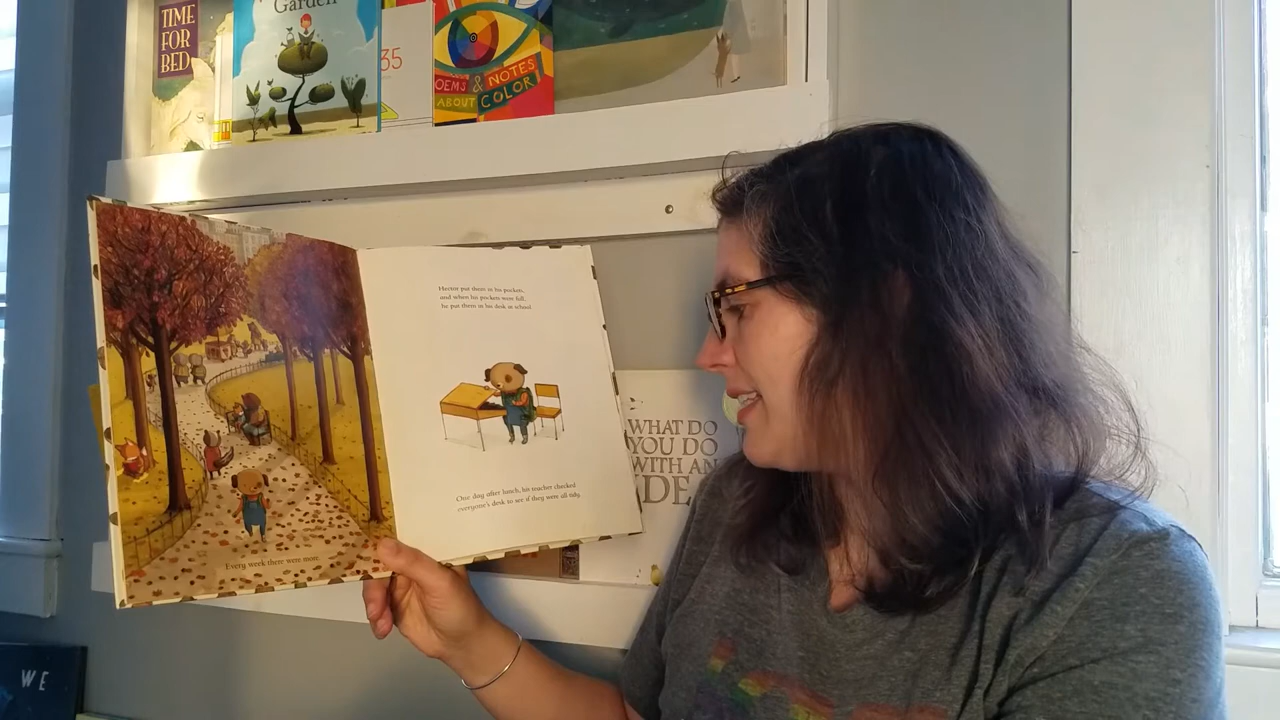 TIME
FOR
BED
Garden
35
POEMS & NOTES
ABOUT COLOR
Hector put them in his pockets,
and when his pockets were full,
he put them in his desk at school.
One day after lunch, his teacher checked
everyone's desk to see if they were all tidy.
Every week there were more.
WHAT DO
YOU DO
WITH AN
IDEA
WE